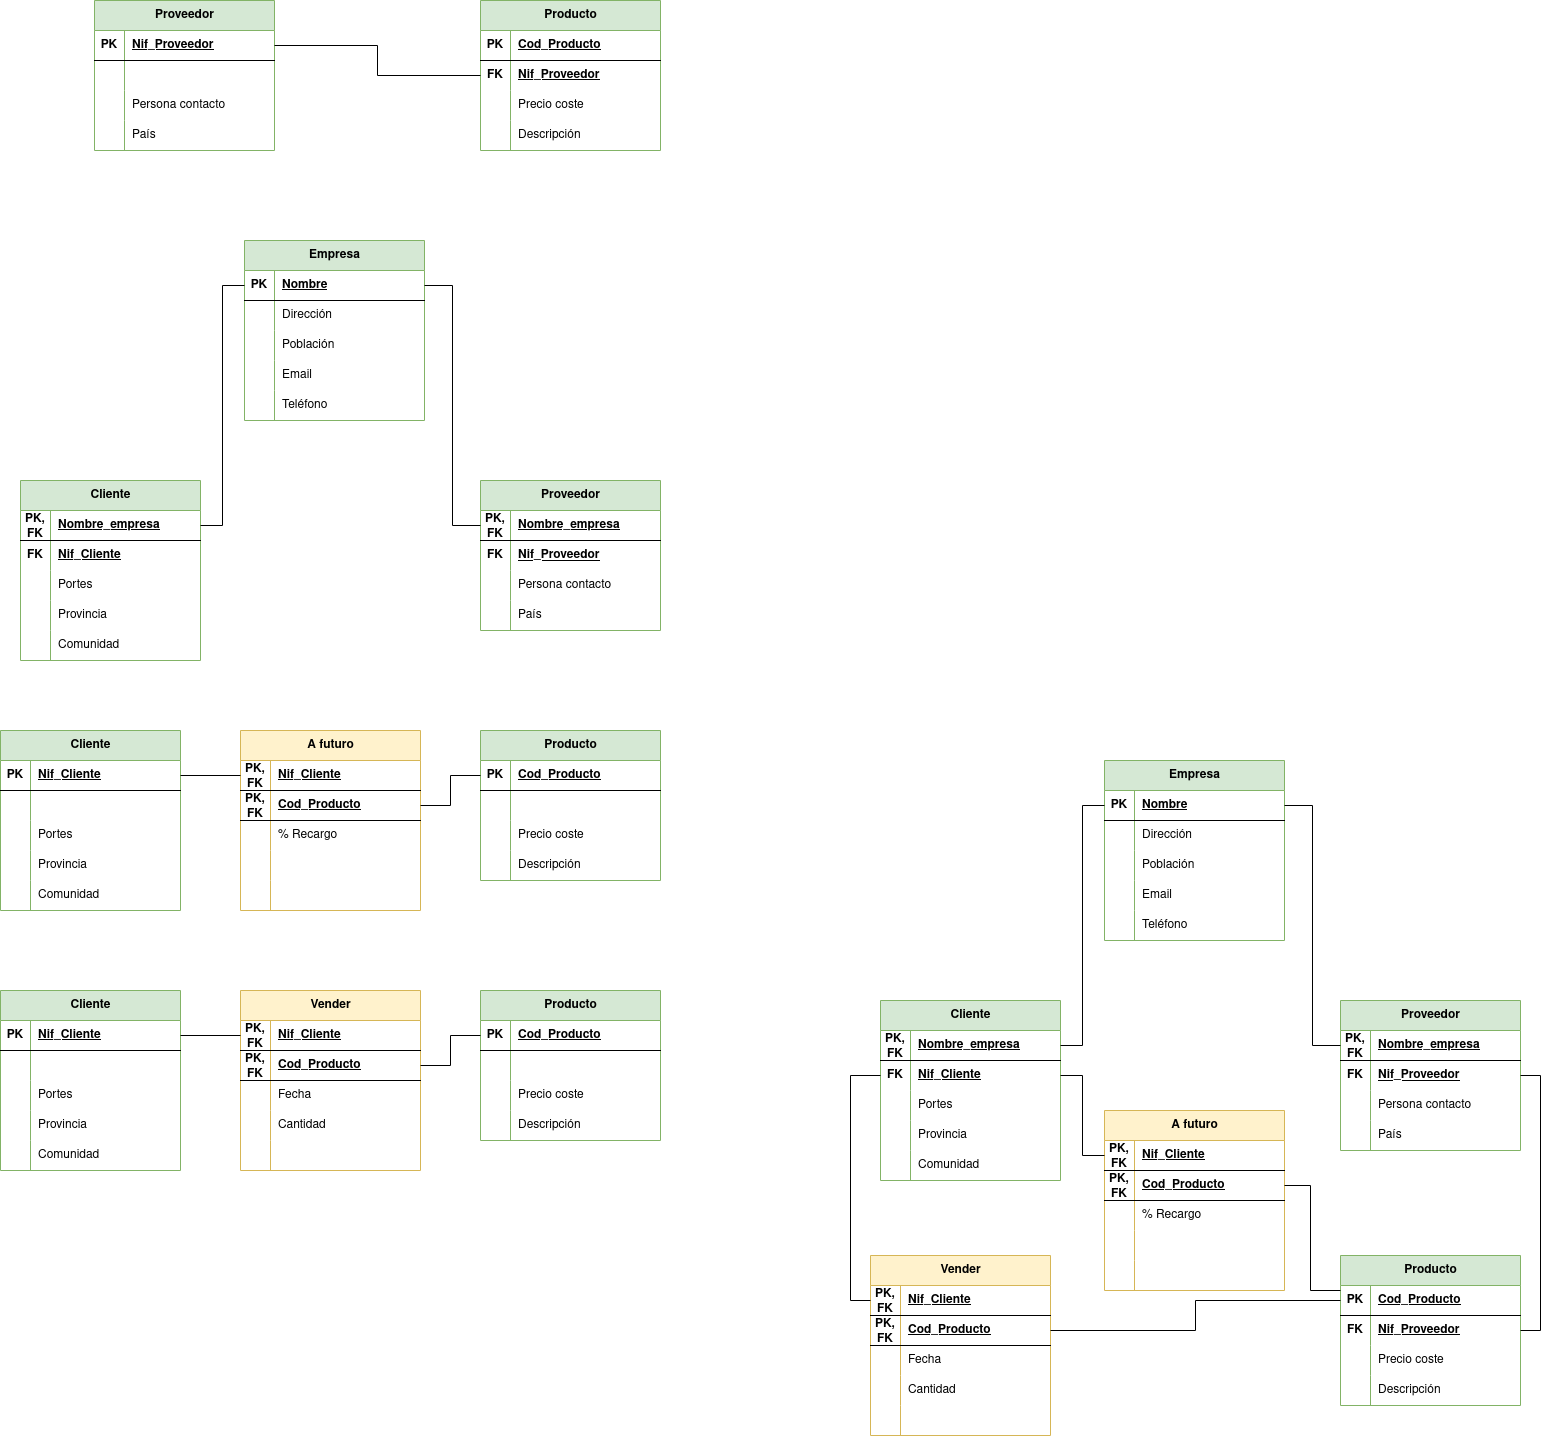 Proveedor
PK Nif_Proveedor
Persona contacto
País
Producto
PK Cod_Producto
FK Nif_Proveedor
Precio coste
Descripción
Empresa
PK Nombre
Dirección
Población
Email
Teléfono
Cliente
PK, FK Nombre_empresa
FK Nif_Cliente
Portes
Provincia
Comunidad
Proveedor
PK, FK Nombre_empresa
FK Nif_Proveedor
Persona contacto
País
Cliente
PK Nif_Cliente
Portes
Provincia
Comunidad
A futuro
PK, FK Nif_Cliente
PK, FK Cod_Producto
% Recargo
Producto
PK Cod_Producto
Precio coste
Descripción
Cliente
PK Nif_Cliente
Portes
Provincia
Comunidad
Vender
PK, FK Nif_Cliente
PK, FK Cod_Producto
Fecha
Cantidad
Producto
PK Cod_Producto
Precio coste
Descripción
Empresa
PK Nombre
Dirección
Población
Email
Teléfono
Cliente
PK, FK Nombre_empresa
FK Nif_Cliente
Portes
Provincia
Comunidad
Proveedor
PK, FK Nombre_empresa
FK Nif_Proveedor
Persona contacto
País
A futuro
PK, FK Nif_Cliente
PK, FK Cod_Producto
% Recargo
Vender
PK, FK Nif_Cliente
PK, FK Cod_Producto
Fecha
Cantidad
Producto
PK Cod_Producto
FK Nif_Proveedor
Precio coste
Descripción